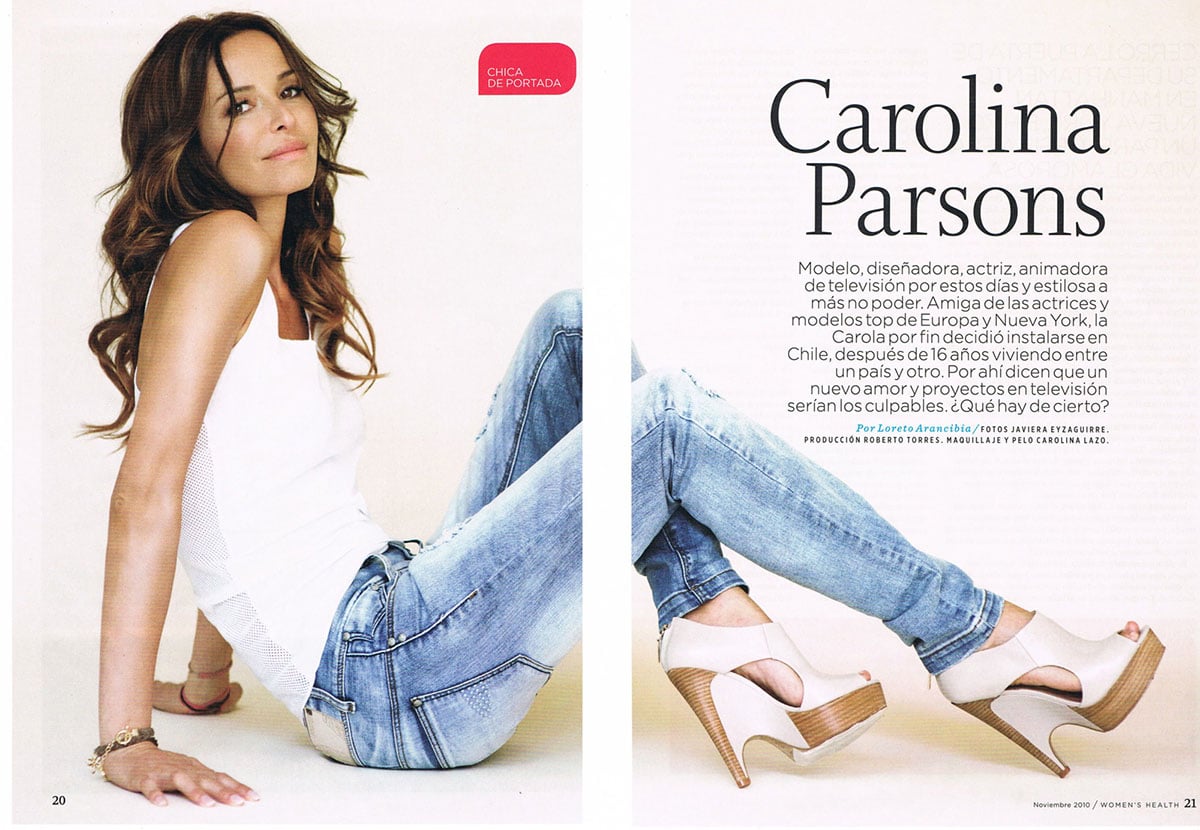 CHICA
DE PORTADA
Carolina
Parsons
Modelo, diseñadora, actriz, animadora
de televisión por estos días y estilosa a
más no poder. Amiga de las actrices y
modelos top de Europa y Nueva York, la
Carola por fin decidió instalarse en
Chile, después de 16 años viviendo entre
un país y otro. Por ahí dicen que un
nuevo amor y proyectos en televisión
serían los culpables. ¿Qué hay de cierto?
Por Loreto Arancibia / FOTOS JAVIERA EYZAGUIRRE.
PRODUCCIÓN ROBERTO TORRES. MAQUILLAJE Y PELO CAROLINA LAZO.
20
Noviembre 2010 / WOMEN'S HEALTH 21